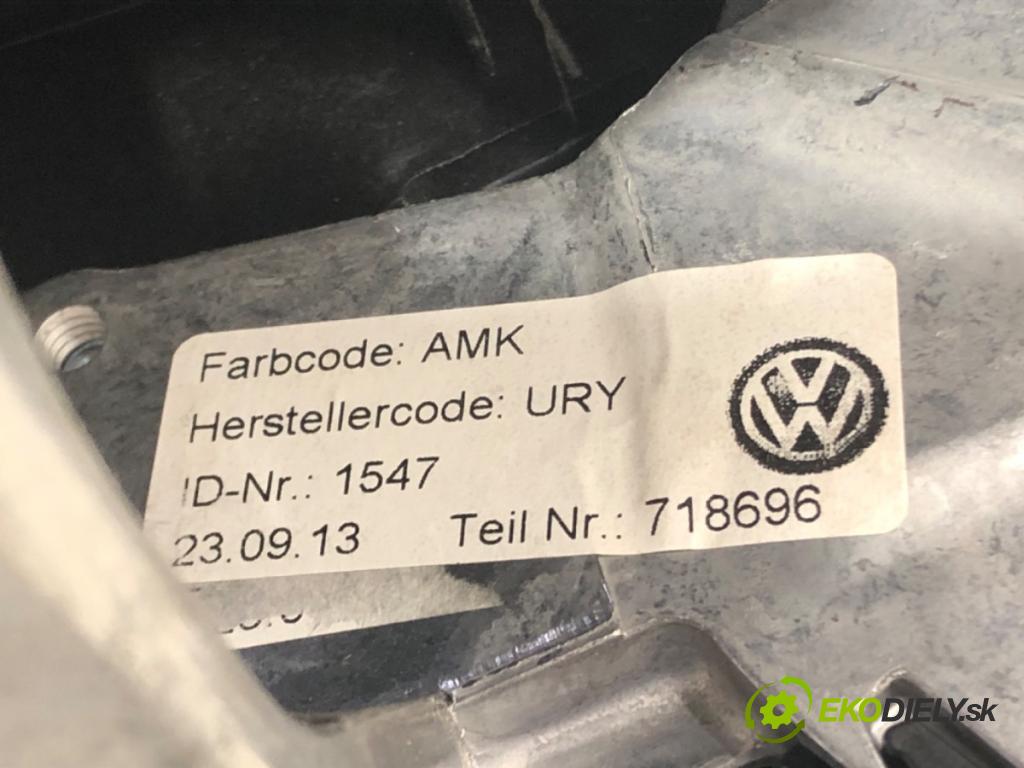 Farbcode: AMK
Herstellercode: URY
ID-Nr.: 1547
23.09.13 Teil Nr.: 718696
EKODIELY.sk